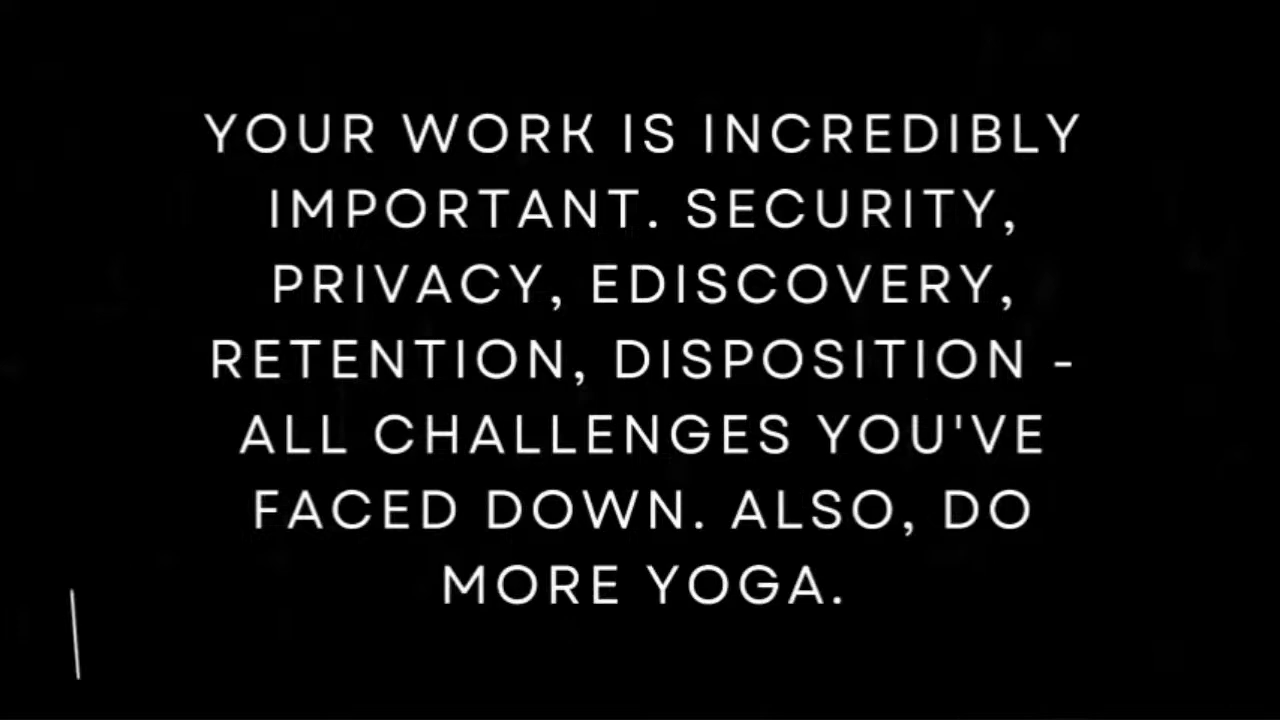 YOUR WORK IS INCREDIBLY
IMPORTANT. SECURITY,
PRIVACY, EDISCOVERY,
RETENTION, DISPOSITION -
ALL CHALLENGES YOU'VE
FACED DOWN. ALSO, DO
MORE YOGA.